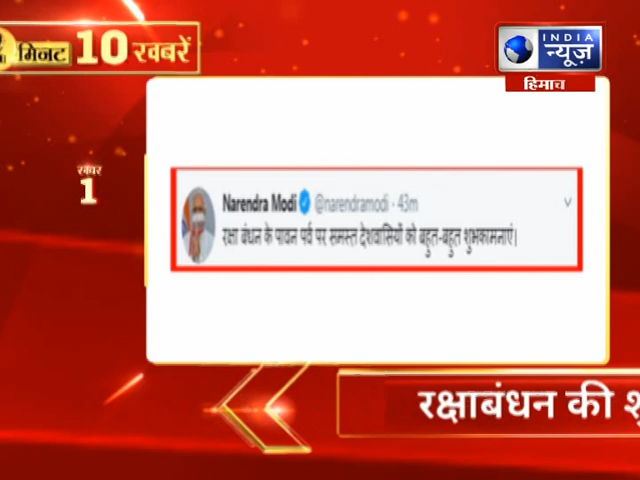 मिनट 10 खबरें
INDIA
न्यूज़
हिमाच
खबर
1
Narendra Modi @narendramodi · 43m
रक्षा बंधन के पावन पर्व पर समस्त देशवासियों को बहुत-बहुत शुभकामनाएं।
रक्षाबंधन की